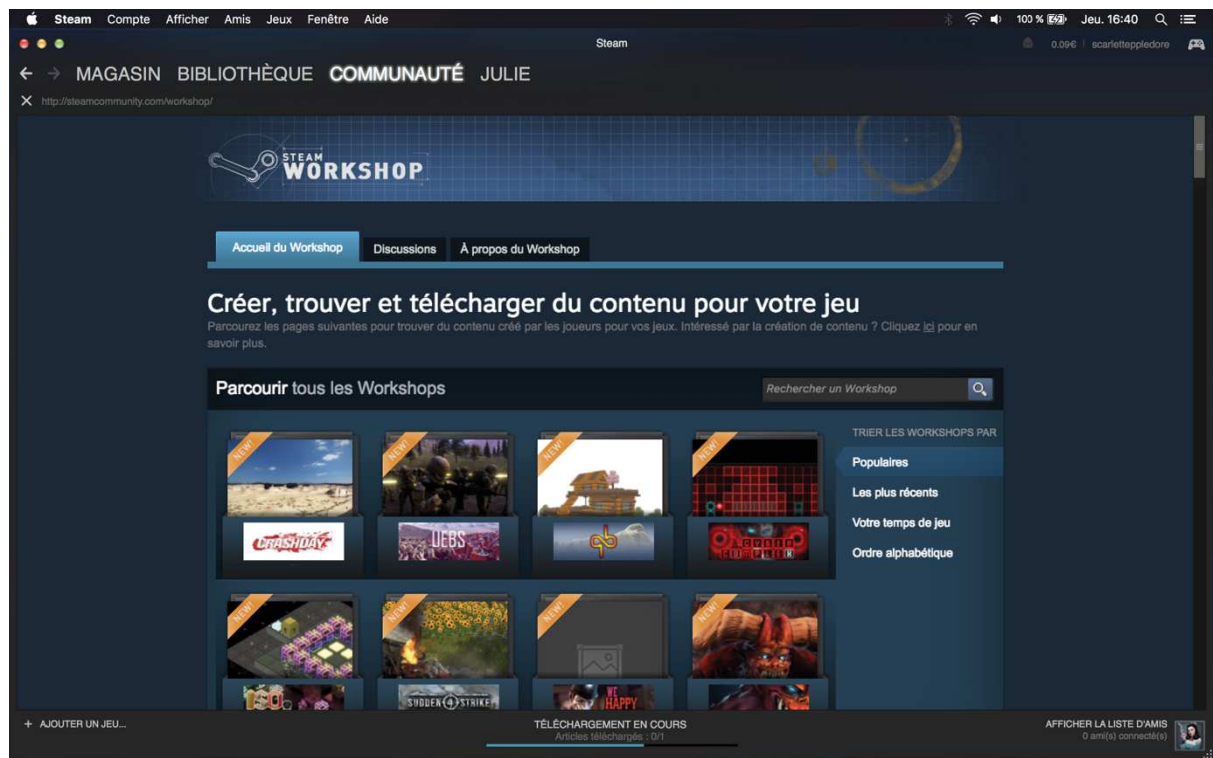 Steam Compte Afficher Amis Jeux Fenêtre Aide 100 % Jeu. 16:40
Steam
0.09€ scarletteppledore
MAGASIN BIBLIOTHÈQUE COMMUNAUTÉ JULIE
http://steamcommunity.com/workshop/
STEAM
WORKSHOP
Accueil du Workshop Discussions À propos du Workshop
Créer, trouver et télécharger du contenu pour votre jeu
Parcourez les pages suivantes pour trouver du contenu créé par les joueurs pour vos jeux. Intéressé par la création de contenu ? Cliquez ici pour en
savoir plus.
Parcourir tous les Workshops
Rechercher un Workshop
TRIER LES WORKSHOPS PAR
Populaires
Les plus récents
Votre temps de jeu
Ordre alphabétique
NEW! NEW! NEW! NEW!
CRASHDAY UEBS
NEW! NEW! NEW! NEW!
SUDDEN 4 STRIKE WE HAPPY
+ AJOUTER UN JEU...
TÉLÉCHARGEMENT EN COURS
Articles téléchargés : 0/1
AFFICHER LA LISTE D'AMIS
0 ami(s) connecté(s)